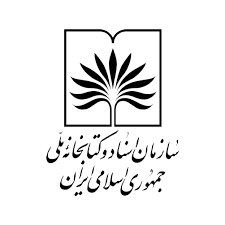 سازمان اسناد و کتابخانه ملی
جمهوری اسلامی ایران